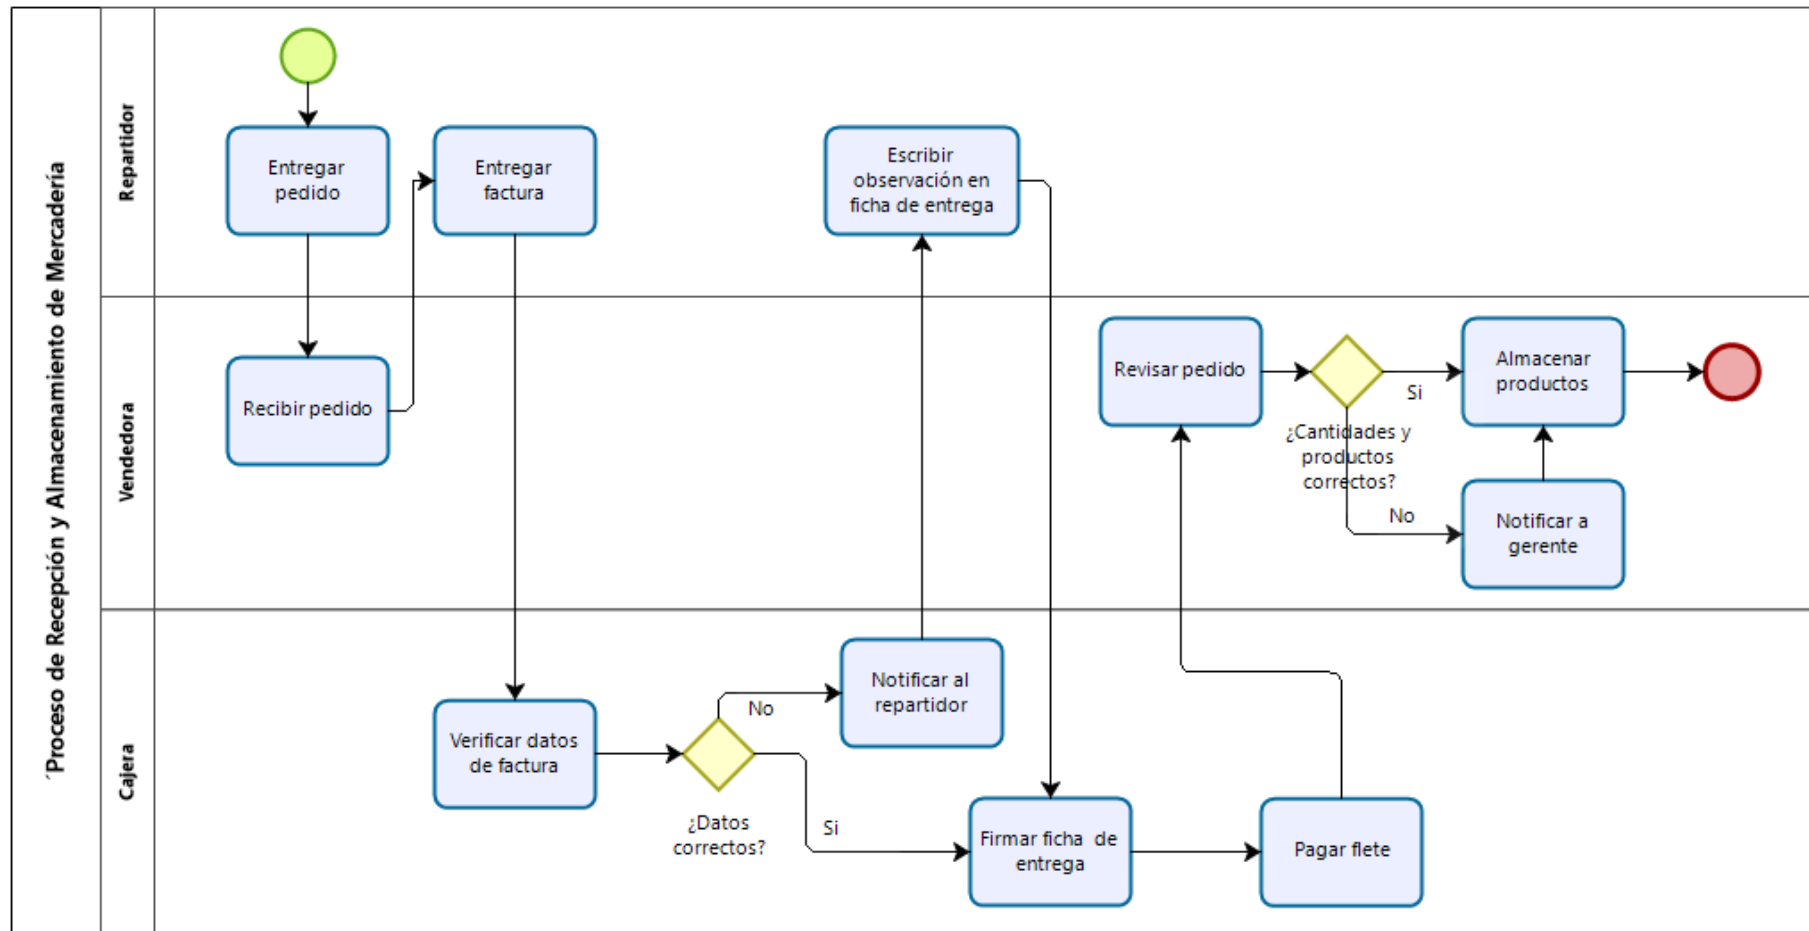 ´Proceso de Recepción y Almacenamiento de Mercadería
Repartidor
Entregar
pedido
Entregar
factura
Escribir
observación en
ficha de entrega
Vendedora
Recibir pedido
Revisar pedido
¿Cantidades y
productos
correctos?
Si
No
Almacenar
productos
Notificar a
gerente
Cajera
Verificar datos
de factura
¿Datos
correctos?
No
Si
Notificar al
repartidor
Firmar ficha  de
entrega
Pagar flete